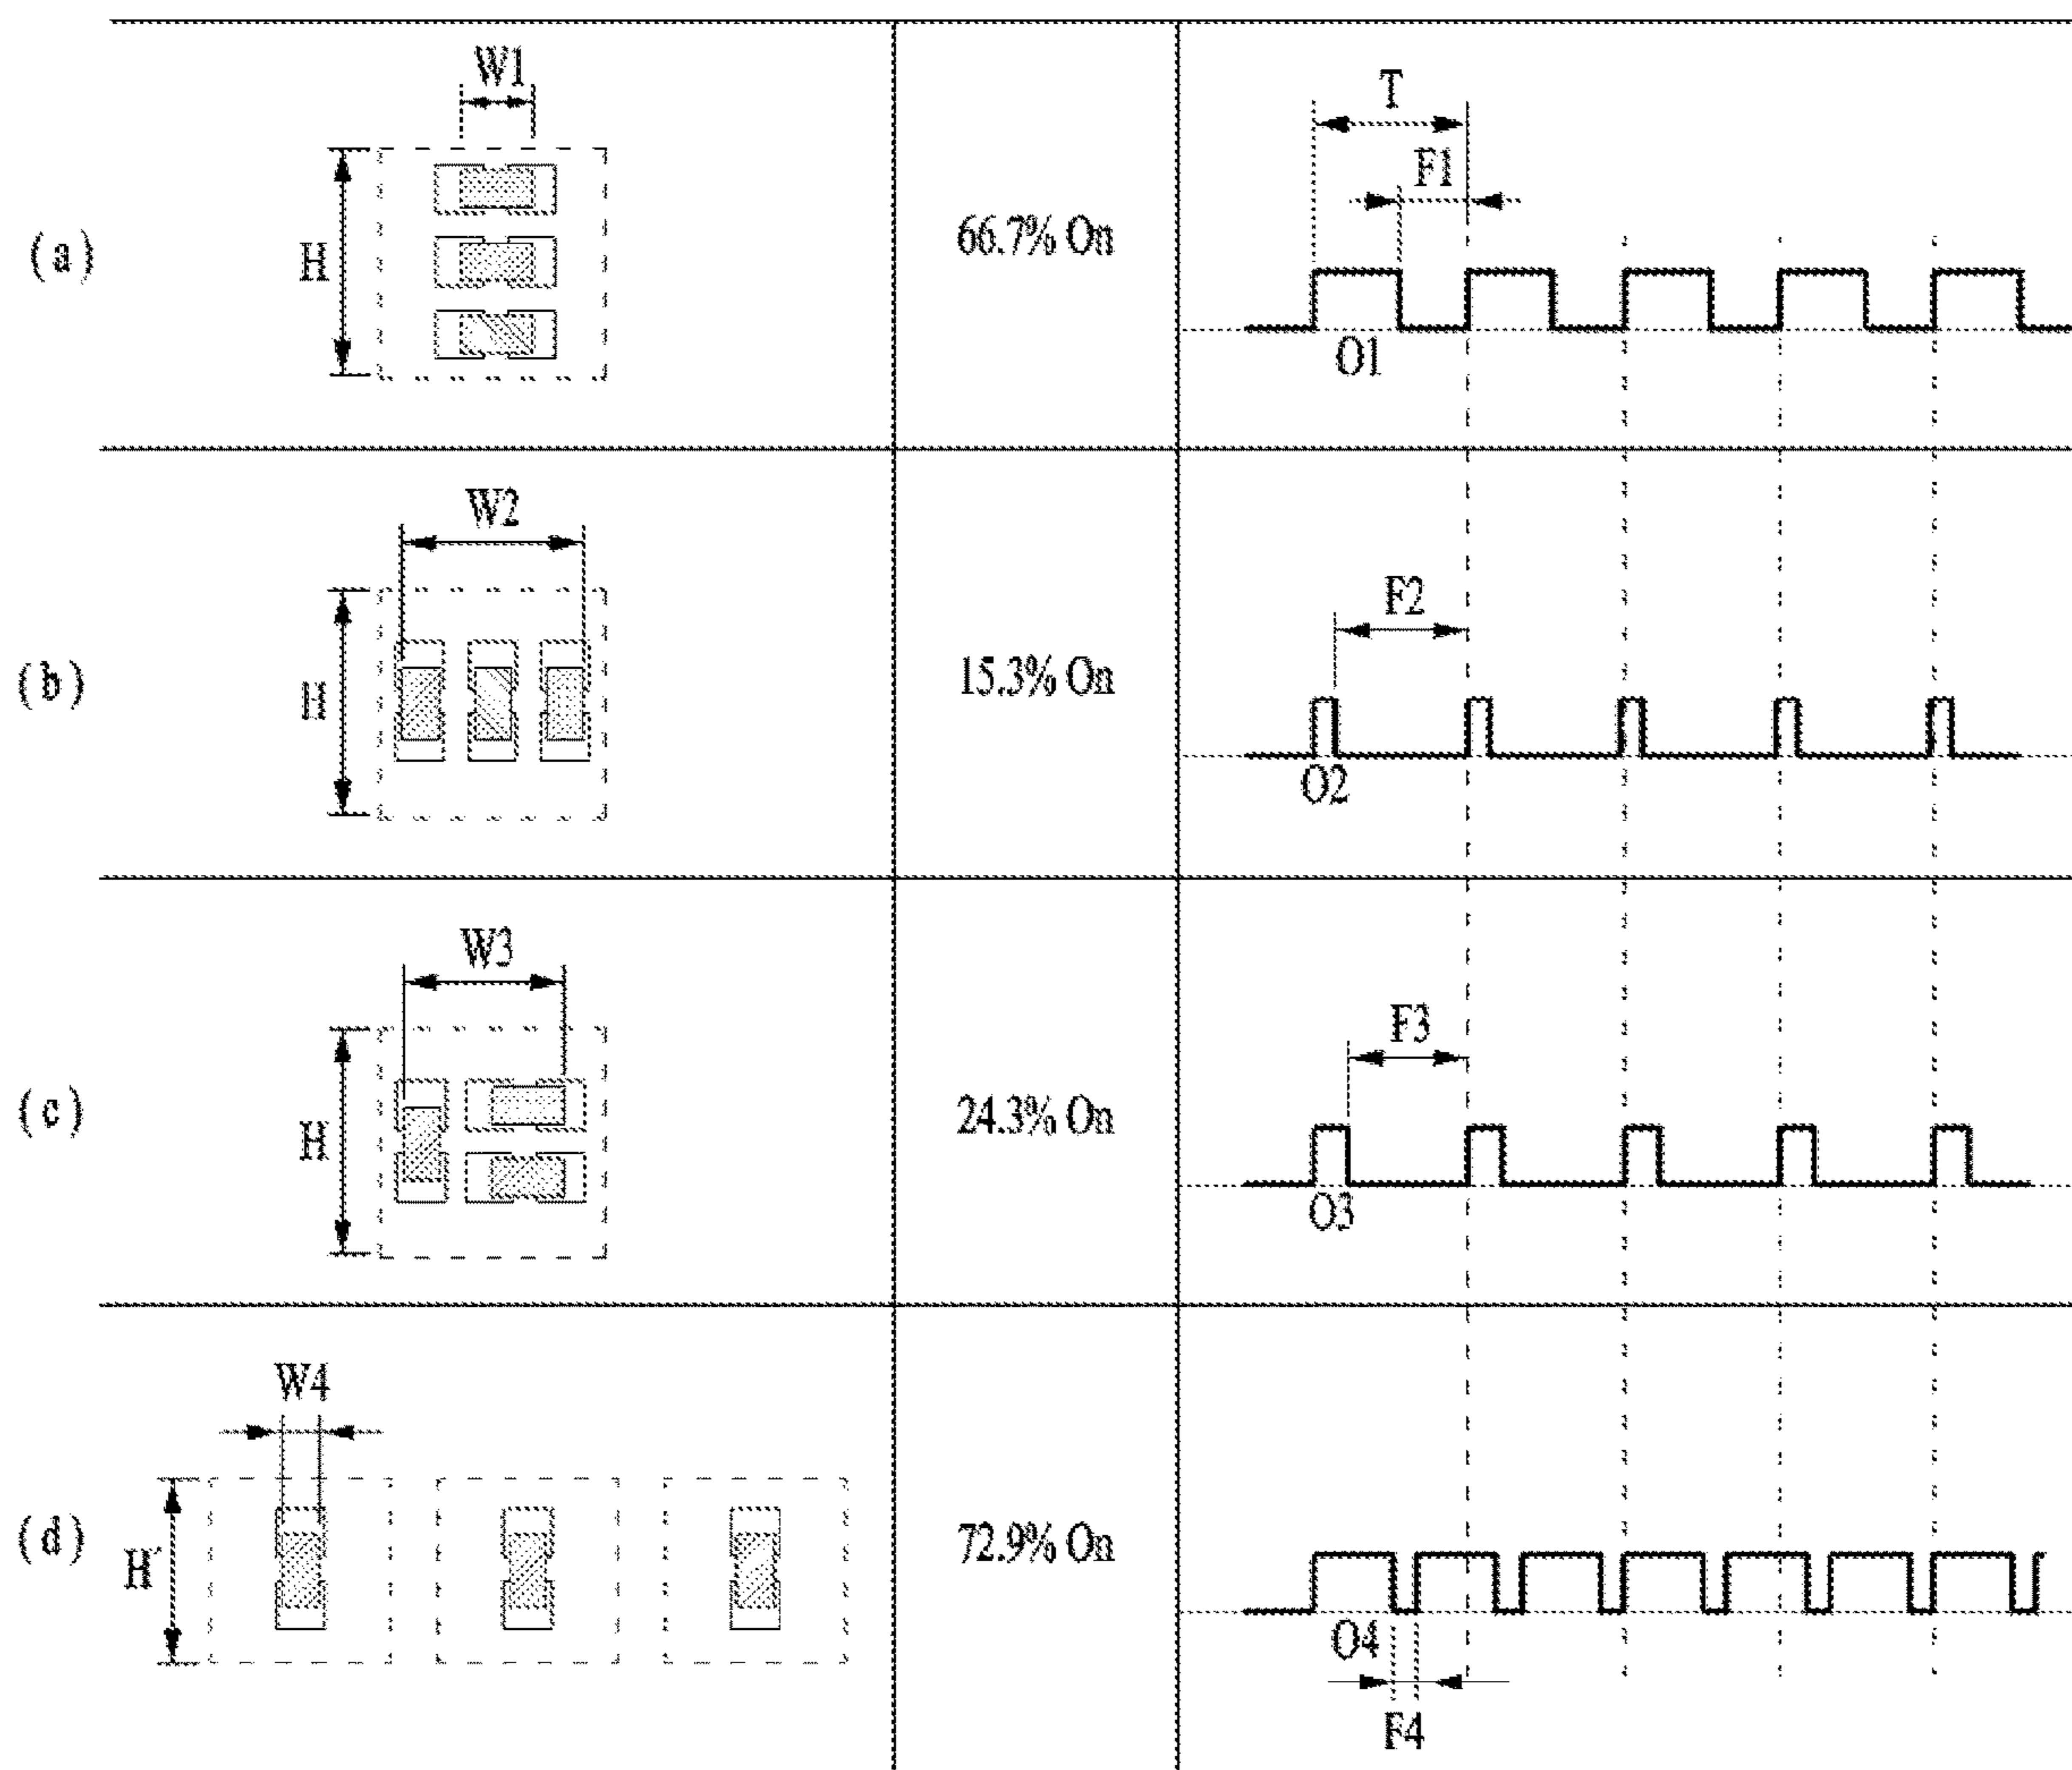 (a)
W1
H
66.7% On
T
F1
O1
(b)
W2
H
15.3% On
F2
O2
(c)
W3
H
24.3% On
F3
O3
(d)
W4
H'
72.9% On
O4
F4